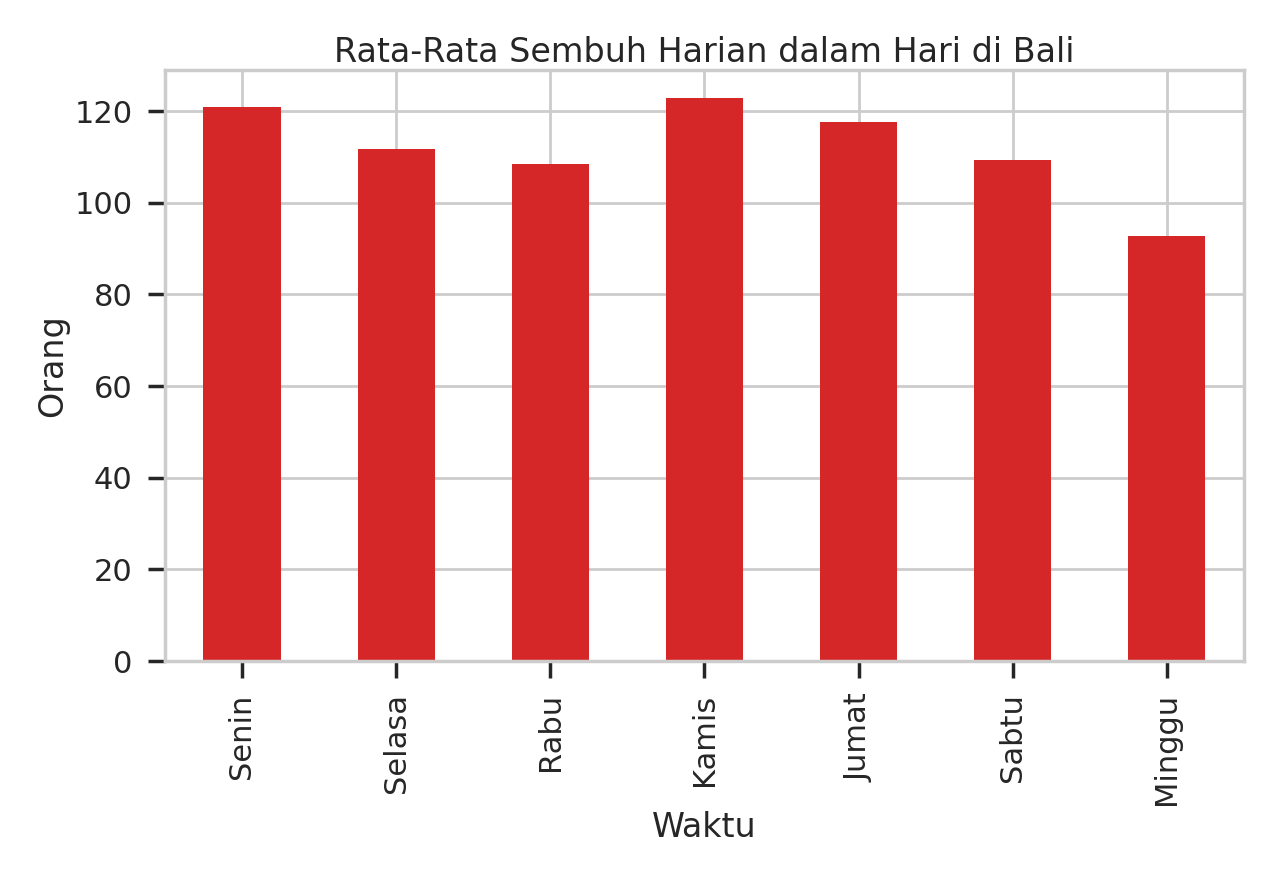 Rata-Rata Sembuh Harian dalam Hari di Bali
120
100
80
60
40
20
0
Orang
Senin
Selasa
Rabu
Kamis
Jumat
Sabtu
Minggu
Waktu